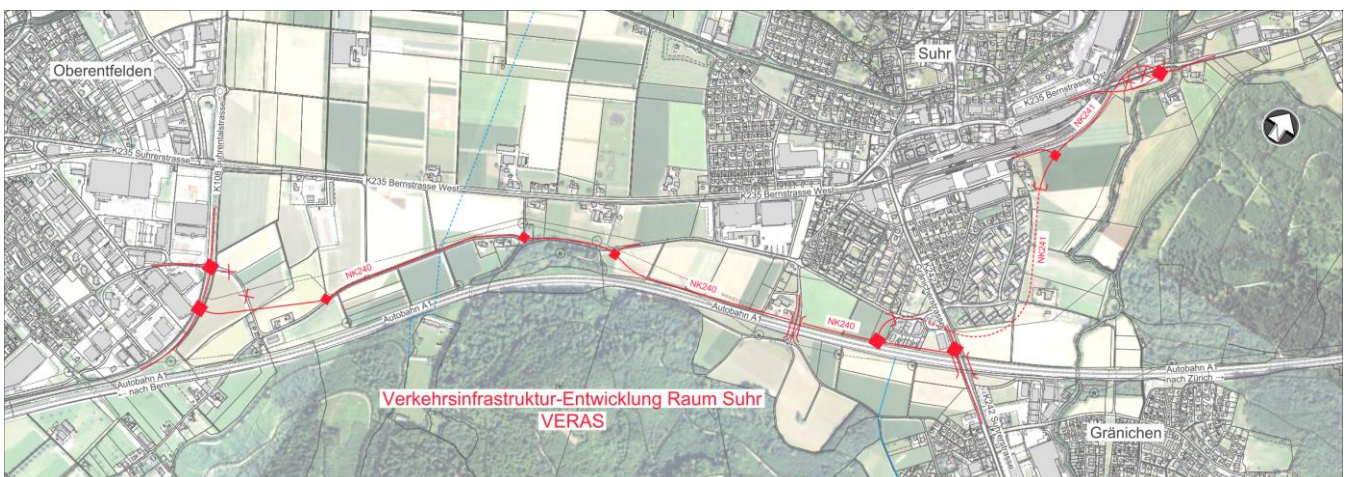 Oberentfelden
Suhr
K235 Bernstrasse Ost
NK241
K235 Suhrerstrasse
K108 Suhrentalstrasse
K235 Bernstrasse West
K235 Bernstrasse West
NK241
NK240
NK240
Autobahn A1
Autobahn A1
NK240
Autobahn A1
← nach Bern
Autobahn A1
nach Zürich
Verkehrsinfrastruktur-Entwicklung Raum Suhr
VERAS
K242
Gränichen